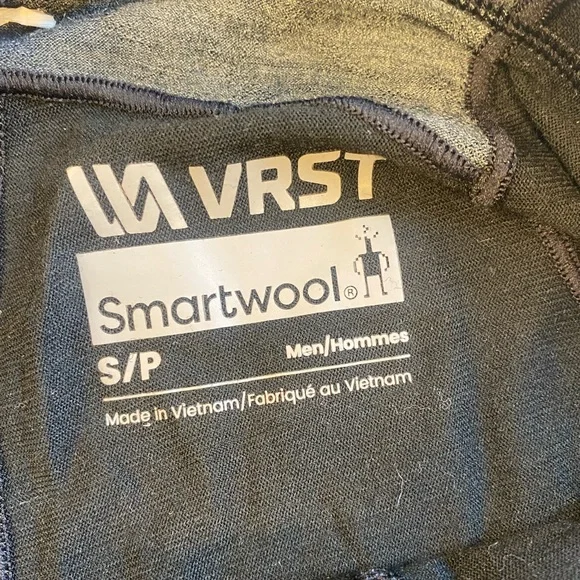 VRST
Smartwool®
S/P Men/Hommes
Made in Vietnam/Fabriqué au Vietnam